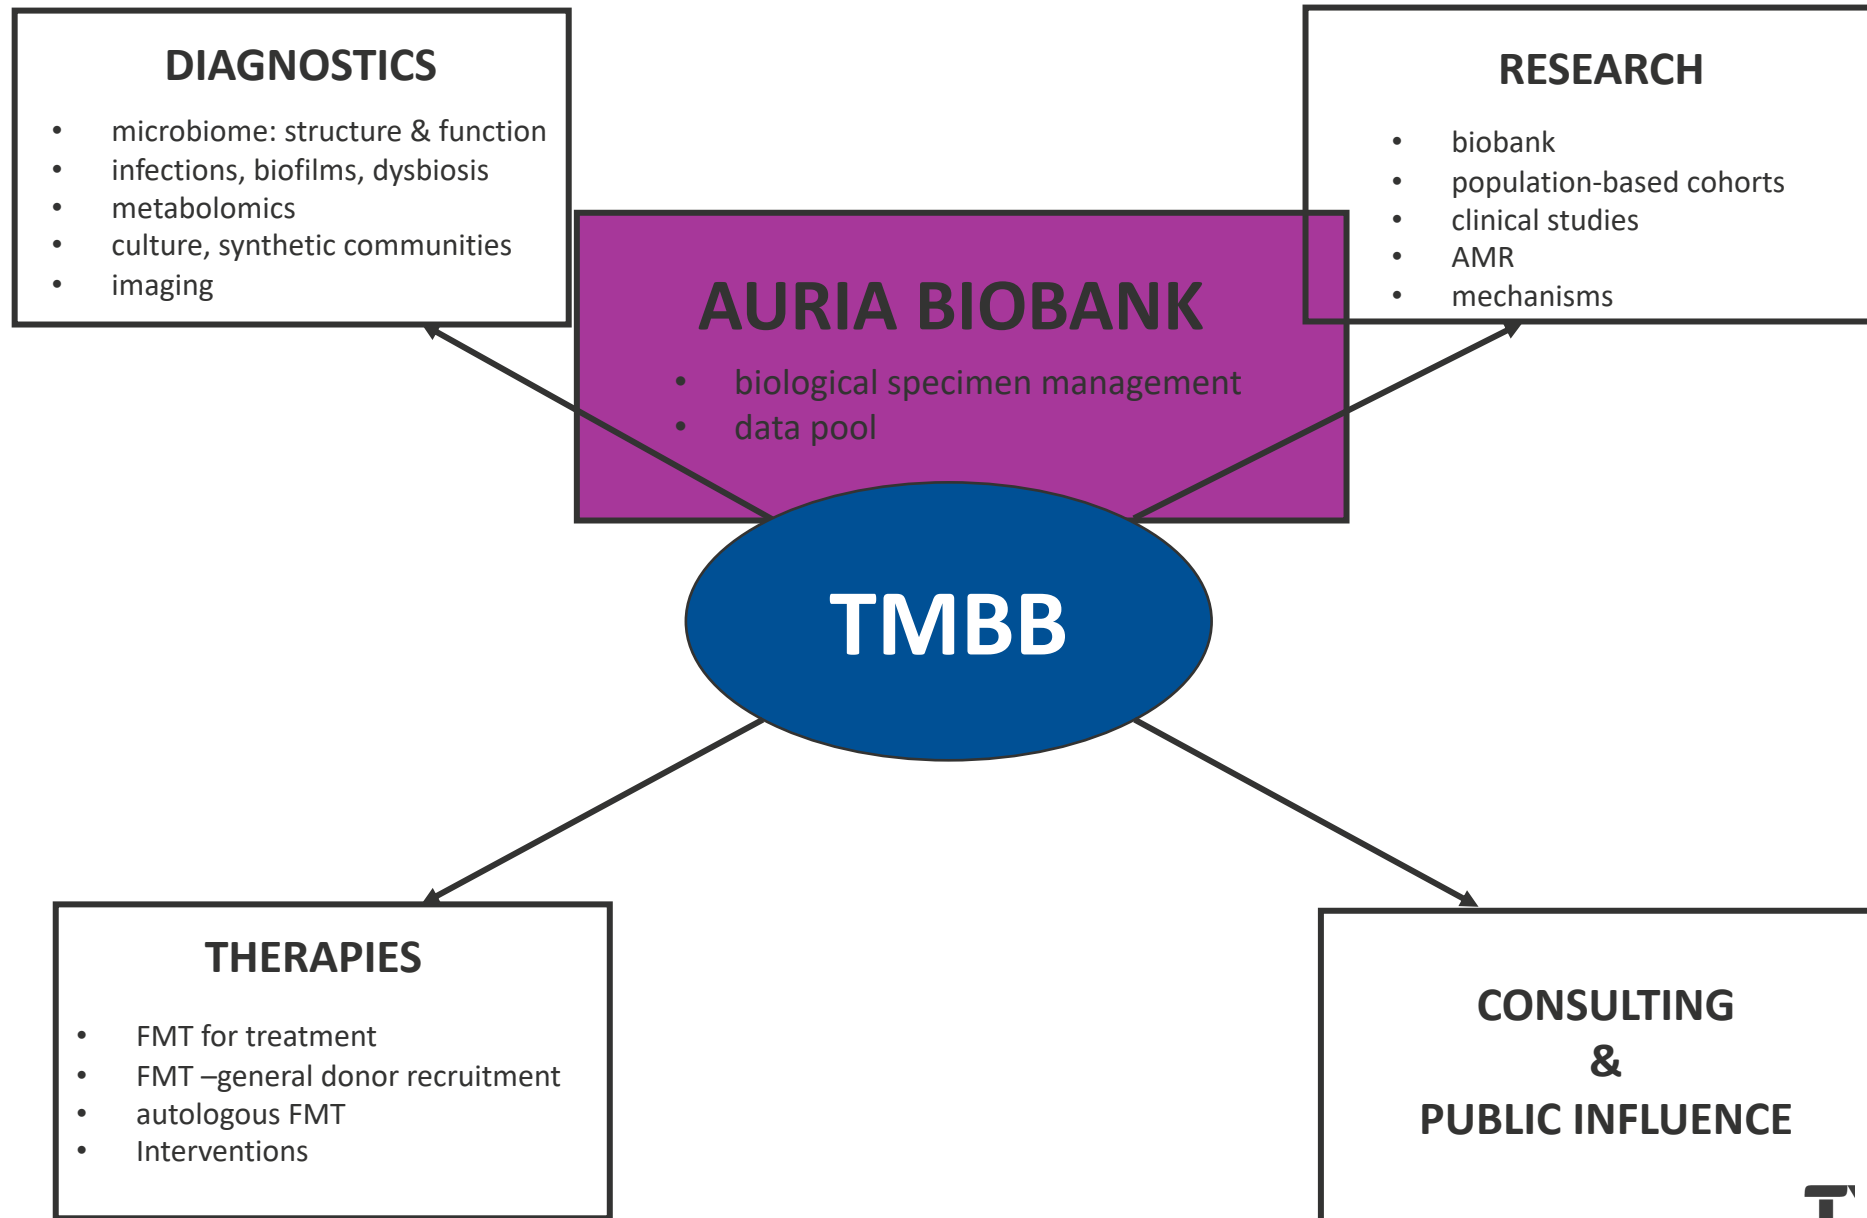 DIAGNOSTICS
• microbiome: structure & function
• infections, biofilms, dysbiosis
• metabolomics
• culture, synthetic communities
• imaging
RESEARCH
• biobank
• population-based cohorts
• clinical studies
• AMR
• mechanisms
AURIA BIOBANK
• biological specimen management
• data pool
TMBB
THERAPIES
• FMT for treatment
• FMT –general donor recruitment
• autologous FMT
• Interventions
CONSULTING
&
PUBLIC INFLUENCE